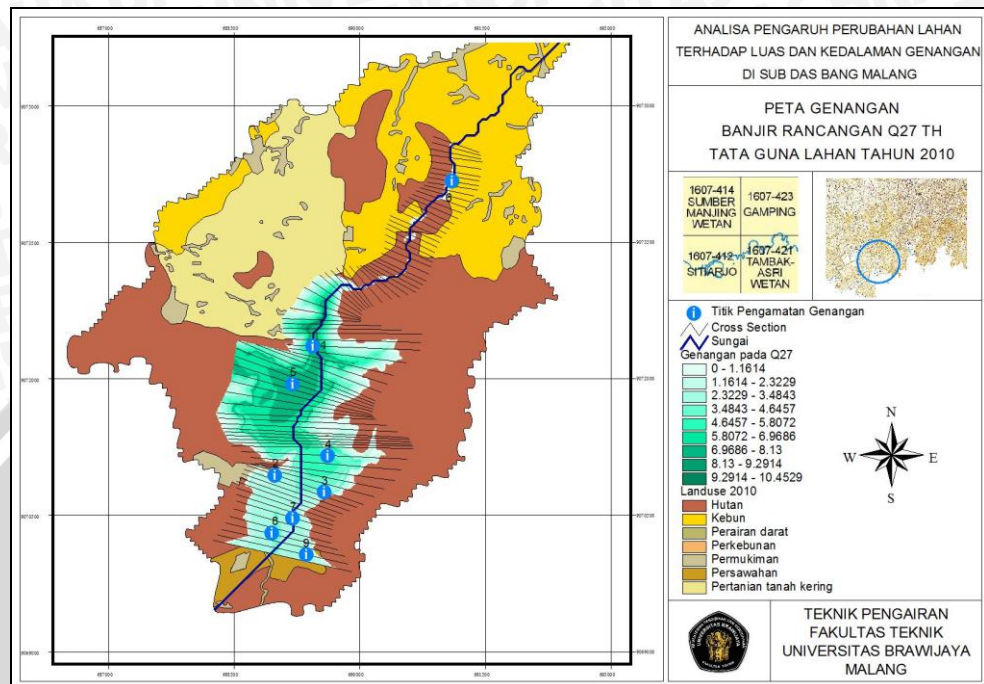 ANALISA PENGARUH PERUBAHAN LAHAN
TERHADAP LUAS DAN KEDALAMAN GENANGAN
DI SUB DAS BANG MALANG
PETA GENANGAN
BANJIR RANCANGAN Q27 TH
TATA GUNA LAHAN TAHUN 2010
1607-414
SUMBER
MANJING
WETAN
1607-423
GAMPING
1607-412
SITIARJO
1607-421
TAMBAK-
ASRI
WETAN
Titik Pengamatan Genangan
Cross Section
Sungai
Genangan pada Q27
0 - 1.1614
1.1614 - 2.3229
2.3229 - 3.4843
3.4843 - 4.6457
4.6457 - 5.8072
5.8072 - 6.9686
6.9686 - 8.13
8.13 - 9.2914
9.2914 - 10.4529
Landuse 2010
Hutan
Kebun
Perairan darat
Perkebunan
Permukiman
Persawahan
Pertanian tanah kering
N
W E
S
TEKNIK PENGAIRAN
FAKULTAS TEKNIK
UNIVERSITAS BRAWIJAYA
MALANG
5
4
3
9